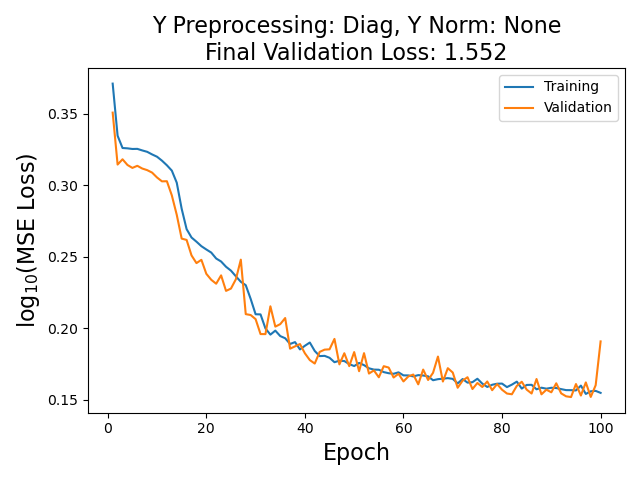 Y Preprocessing: Diag, Y Norm: None
Final Validation Loss: 1.552
Training
Validation
log₁₀(MSE Loss)
0.35
0.30
0.25
0.20
0.15
0 20 40 60 80 100
Epoch